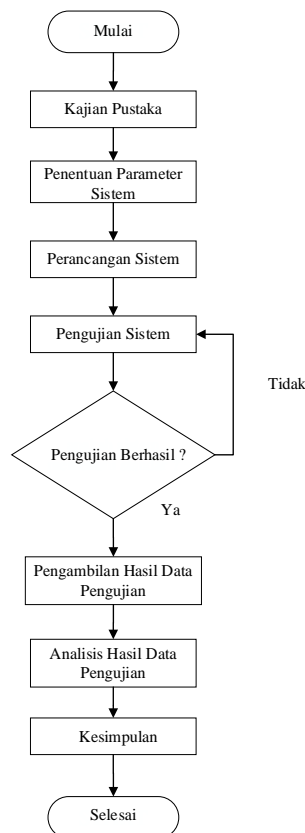 Mulai
Kajian Pustaka
Penentuan Parameter
Sistem
Perancangan Sistem
Pengujian Sistem
Tidak
Pengujian Berhasil ?
Ya
Pengambilan Hasil Data
Pengujian
Analisis Hasil Data
Pengujian
Kesimpulan
Selesai